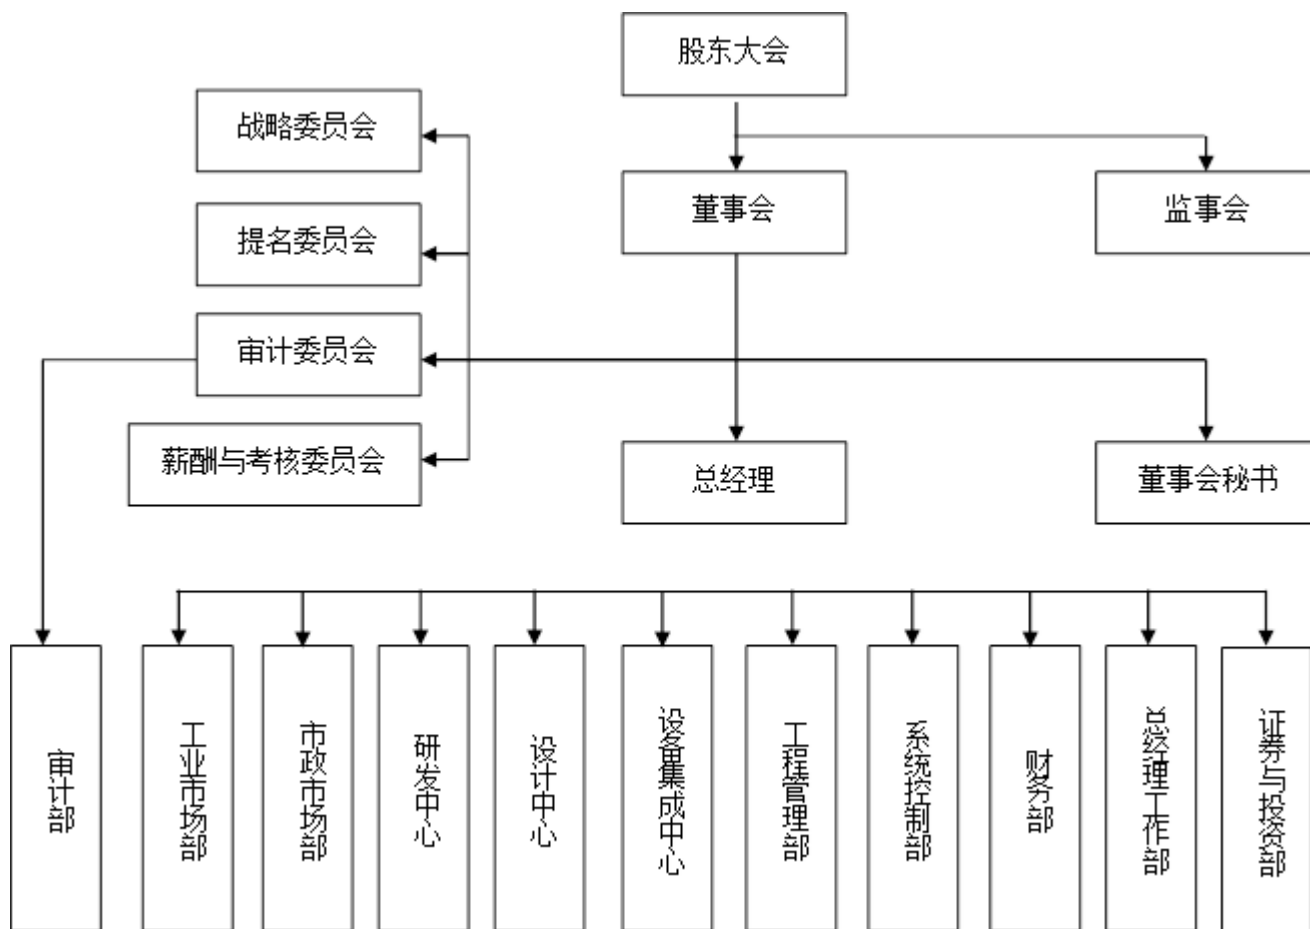 股东大会
战略委员会
董事会
监事会
提名委员会
审计委员会
薪酬与考核委员会
总经理
董事会秘书
审计部
工业市场部
市政市场部
研发中心
设计中心
设备集成中心
工程管理部
系统控制部
财务部
总经理工作部
证券与投资部